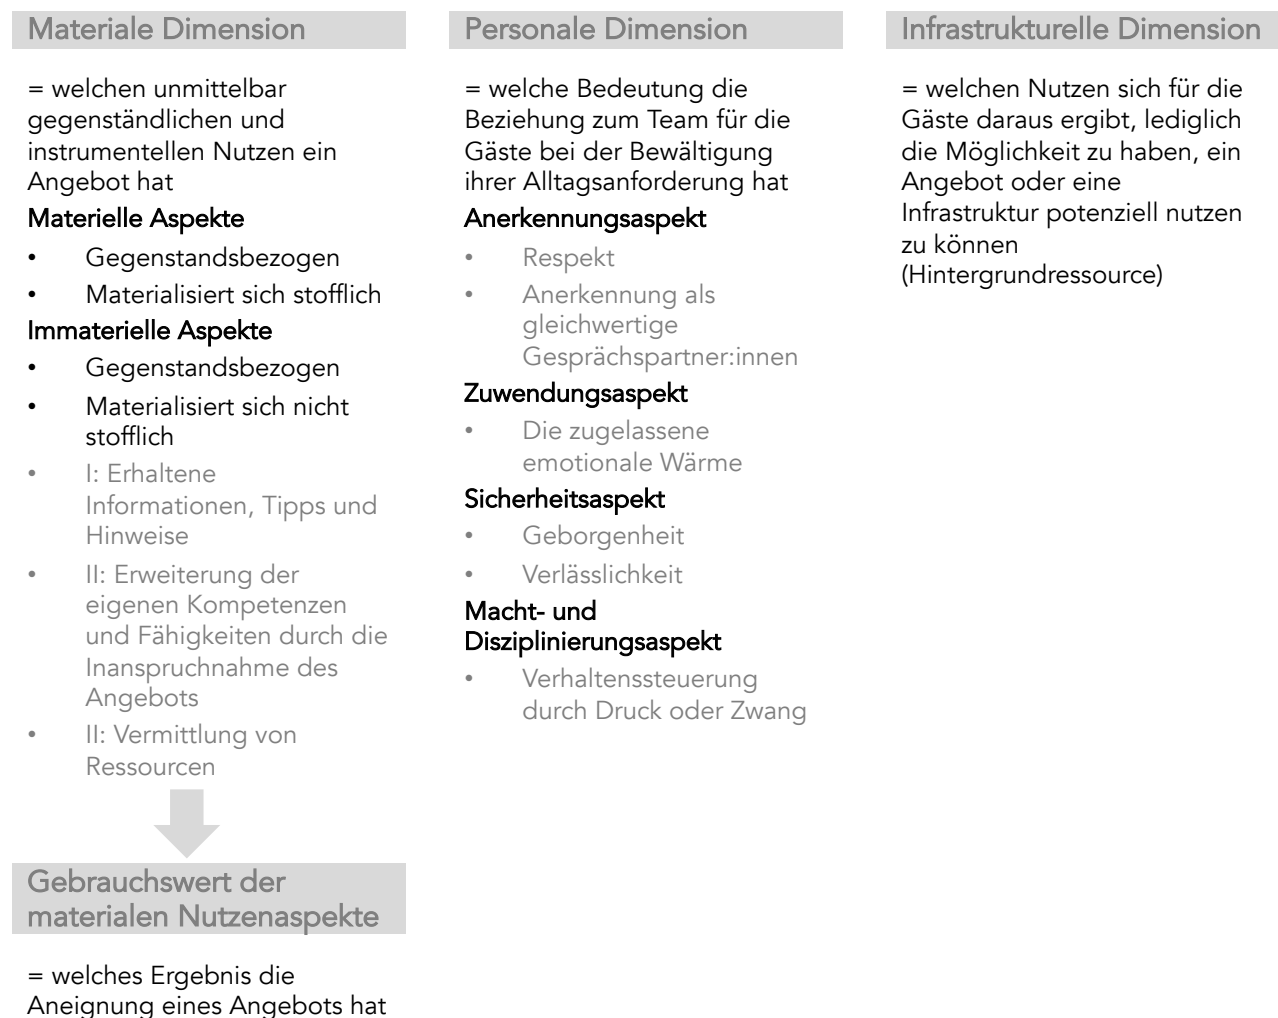 Materiale Dimension
= welchen unmittelbar
gegenständlichen und
instrumentellen Nutzen ein
Angebot hat
Materielle Aspekte
• Gegenstandsbezogen
• Materialisiert sich stofflich
Immaterielle Aspekte
• Gegenstandsbezogen
• Materialisiert sich nicht
stofflich
• I: Erhaltene
Informationen, Tipps und
Hinweise
• II: Erweiterung der
eigenen Kompetenzen
und Fähigkeiten durch die
Inanspruchnahme des
Angebots
• II: Vermittlung von
Ressourcen
Gebrauchswert der
materialen Nutzenaspekte
= welches Ergebnis die
Aneignung eines Angebots hat
Personale Dimension
= welche Bedeutung die
Beziehung zum Team für die
Gäste bei der Bewältigung
ihrer Alltagsanforderung hat
Anerkennungsaspekt
• Respekt
• Anerkennung als
gleichwertige
Gesprächspartner:innen
Zuwendungsaspekt
• Die zugelassene
emotionale Wärme
Sicherheitsaspekt
• Geborgenheit
• Verlässlichkeit
Macht- und
Disziplinierungsaspekt
• Verhaltenssteuerung
durch Druck oder Zwang
Infrastrukturelle Dimension
= welchen Nutzen sich für die
Gäste daraus ergibt, lediglich
die Möglichkeit zu haben, ein
Angebot oder eine
Infrastruktur potenziell nutzen
zu können
(Hintergrundressource)